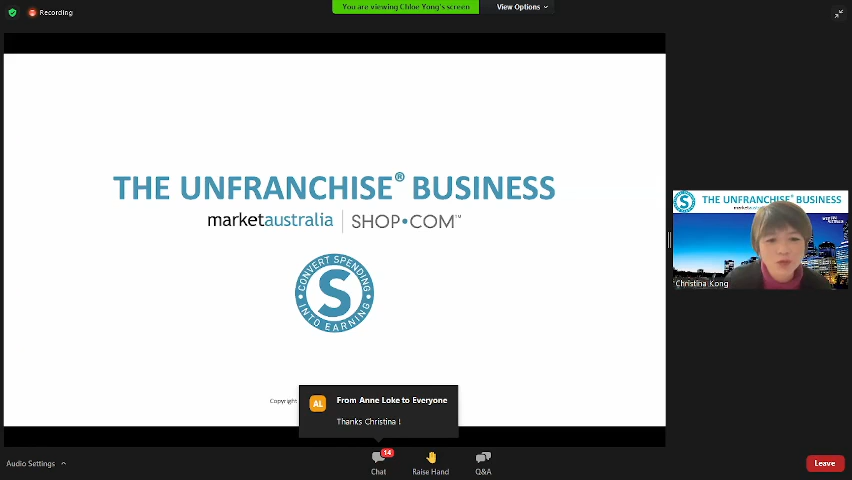 Recording
You are viewing Chloe Yong's screen
View Options
THE UNFRANCHISE® BUSINESS
marketaustralia | SHOP•COM™
CONVERT SPENDING
S
INTO EARNING
Copyright
AL
From Anne Loke to Everyone
Thanks Christina !
S
THE UNFRANCHISE® BUSINESS
Christina Kong
Audio Settings
14
Chat
Raise Hand
Q&A
Leave